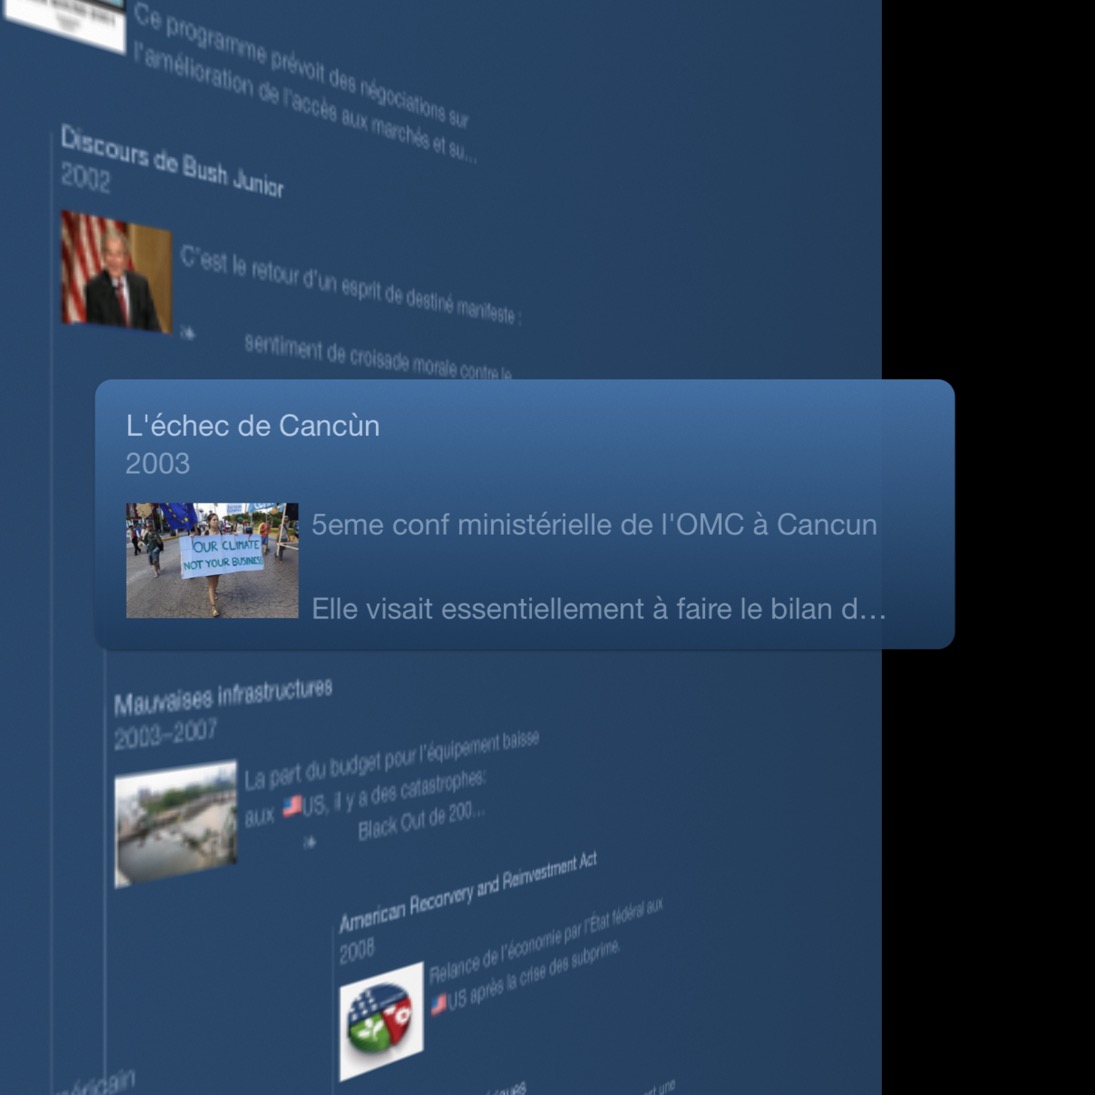 Ce programme prévoit des négociations sur
l'amélioration de l'accès aux marchés et su...
Discours de Bush Junior
2002
C"est le retour d'un esprit de destiné manifeste :
sentiment de croisade morale contre le
L'échec de Cancùn
2003
OUR CLIMATE
NOT YOUR BUSINESS
5eme conf ministérielle de l'OMC à Cancun
Elle visait essentiellement à faire le bilan d...
Mauvaises infrastructures
2003–2007
La part du budget pour l'équipement baisse
aux US, il y a des catastrophes:
Black Out de 200...
American Recorvery and Reinvestment Act
2008
Relance de l'économie par l'État fédéral aux
US après la crise des subprime.